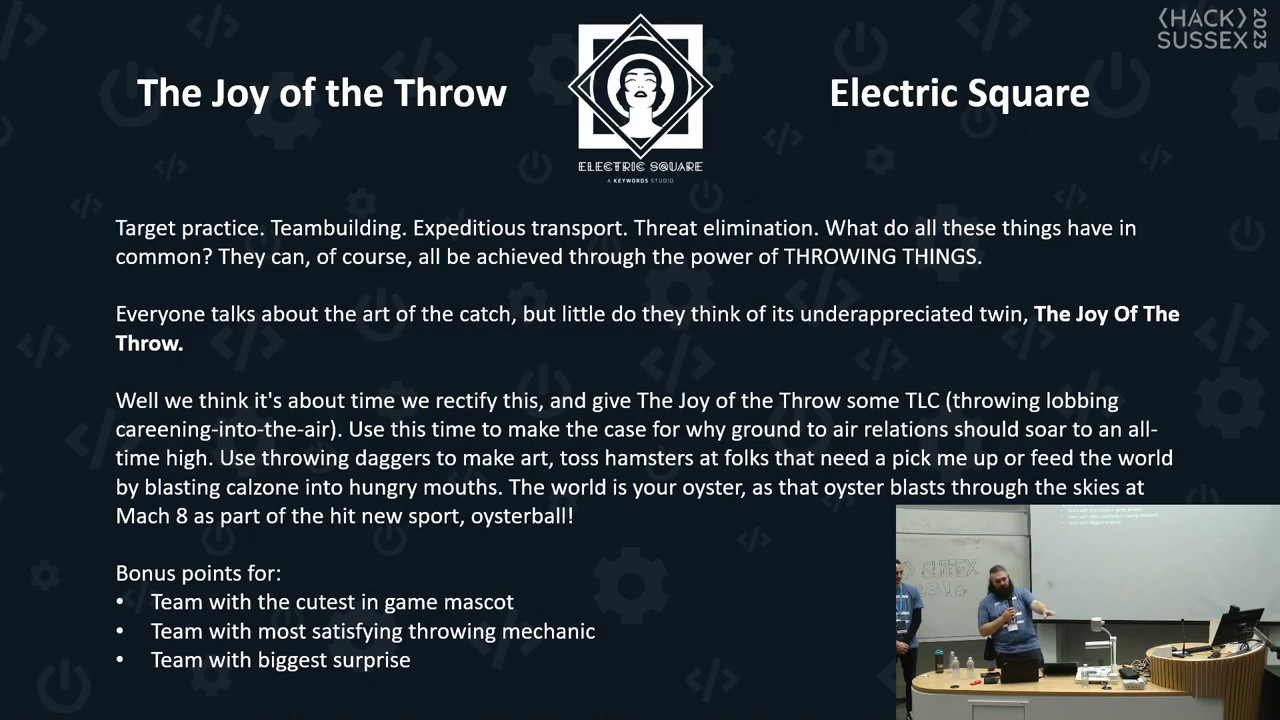 ⟨HACK⟩ 2023
SUSSEX
The Joy of the Throw
Electric Square
ELECTRIC SQUARE
A KEYWORDS STUDIO
Target practice. Teambuilding. Expeditious transport. Threat elimination. What do all these things have in
common? They can, of course, all be achieved through the power of THROWING THINGS.
Everyone talks about the art of the catch, but little do they think of its underappreciated twin, The Joy Of The
Throw.
Well we think it's about time we rectify this, and give The Joy of the Throw some TLC (throwing lobbing
careening-into-the-air). Use this time to make the case for why ground to air relations should soar to an all-
time high. Use throwing daggers to make art, toss hamsters at folks that need a pick me up or feed the world
by blasting calzone into hungry mouths. The world is your oyster, as that oyster blasts through the skies at
Mach 8 as part of the hit new sport, oysterball!
Bonus points for:
• Team with the cutest in game mascot
• Team with most satisfying throwing mechanic
• Team with biggest surprise
SUSSEX